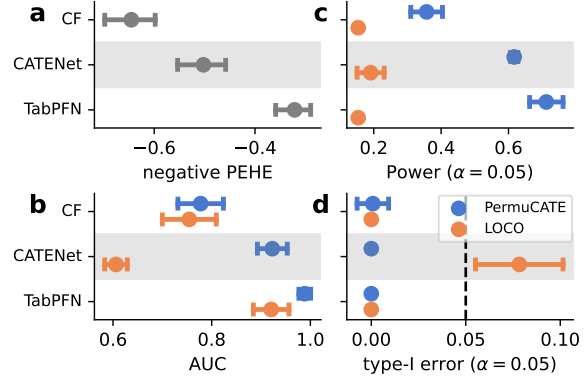 a
CF
CATENet
TabPFN
−0.6
−0.4
negative PEHE
c
0.2
0.4
0.6
Power (α = 0.05)
b
CF
CATENet
TabPFN
0.6
0.8
1.0
AUC
d
PermuCATE
LOCO
0.00
0.05
0.10
type-I error (α = 0.05)